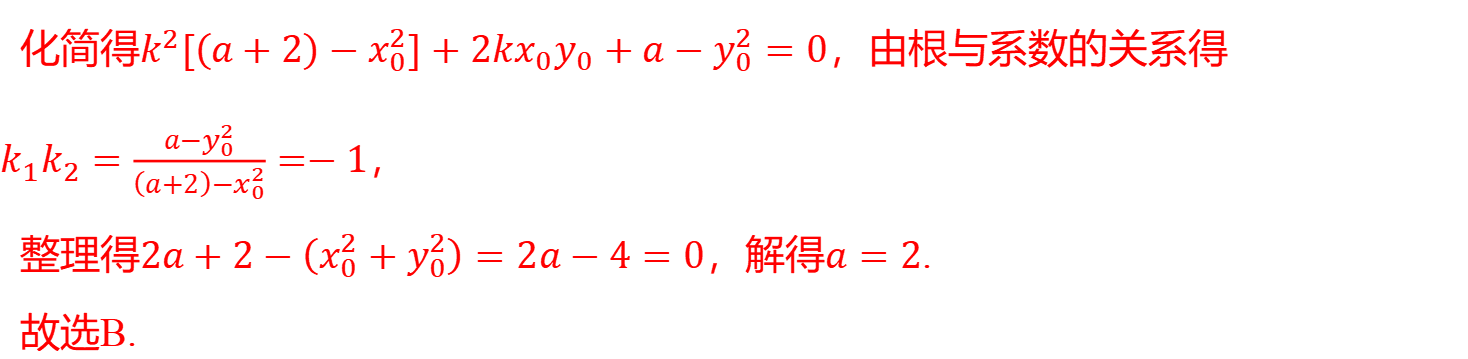 化简得k²[(a + 2) − x₀²] + 2kx₀y₀ + a − y₀² = 0，由根与系数的关系得
k₁k₂ = \frac{a−y₀²}{(a+2)−x₀²} =− 1，
整理得2a + 2 − (x₀² + y₀²) = 2a − 4 = 0，解得a = 2.
故选B.